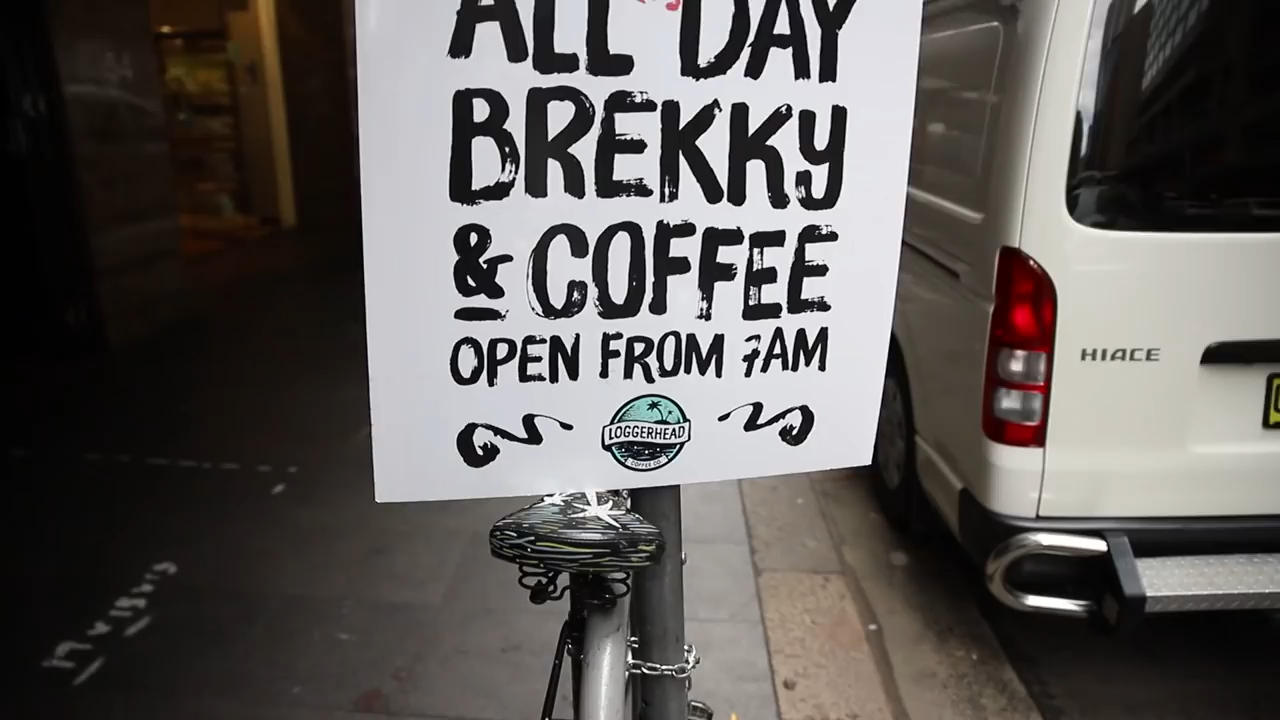 ALL DAY
BREKKY
& COFFEE
OPEN FROM 7AM
LOGGERHEAD
COFFEE CO
HIACE